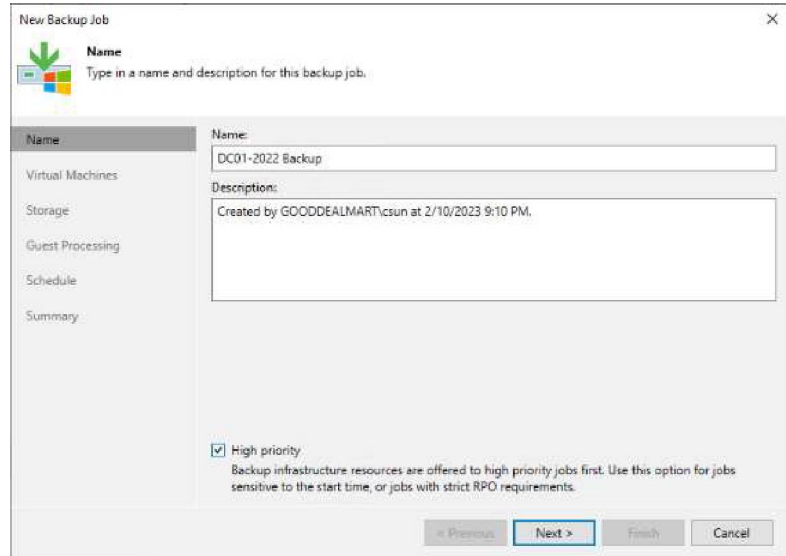 New Backup Job
Name
Type in a name and description for this backup job.
Name
Virtual Machines
Storage
Guest Processing
Schedule
Summary
Name:
DC01-2022 Backup
Description:
Created by GOODDEALMART\csun at 2/10/2023 9:10 PM.
High priority
Backup infrastructure resources are offered to high priority jobs first. Use this option for jobs
sensitive to the start time, or jobs with strict RPO requirements.
< Previous
Next >
Finish
Cancel